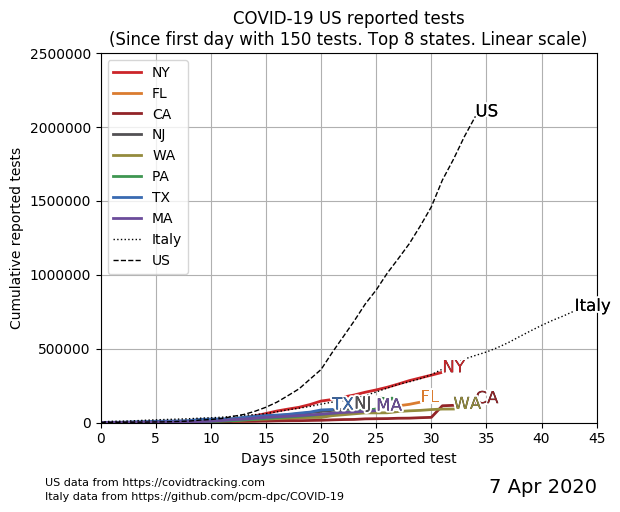 COVID-19 US reported tests
(Since first day with 150 tests. Top 8 states. Linear scale)
2500000
2000000
1500000
1000000
500000
0
Cumulative reported tests
NY
FL
CA
NJ
WA
PA
TX
MA
Italy
US
US
Italy
NY
FL
CA
TX
NJ
MA
WA
0 5 10 15 20 25 30 35 40 45
Days since 150th reported test
US data from https://covidtracking.com
Italy data from https://github.com/pcm-dpc/COVID-19
7 Apr 2020